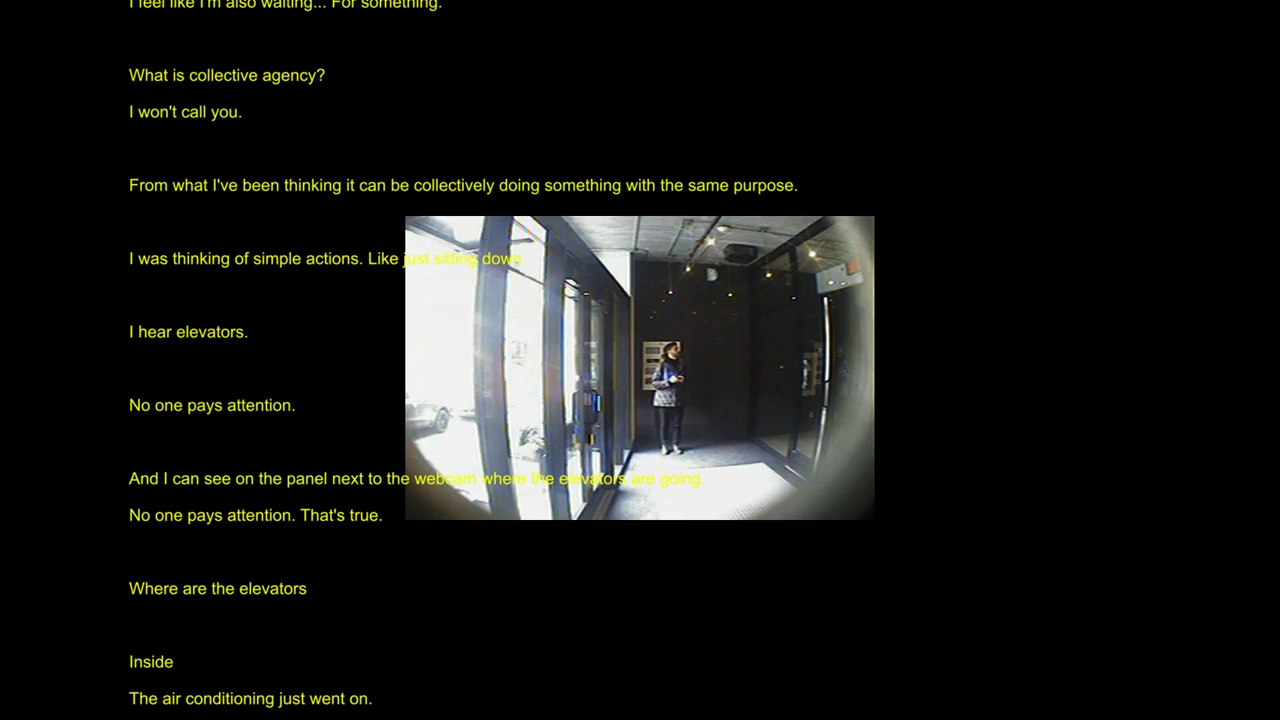 I feel like I'm also waiting... For something.
What is collective agency?
I won't call you.
From what I've been thinking it can be collectively doing something with the same purpose.
I was thinking of simple actions. Like just sitting down.
I hear elevators.
No one pays attention.
And I can see on the panel next to the webcam where the elevators are going.
No one pays attention. That's true.
Where are the elevators
Inside
The air conditioning just went on.